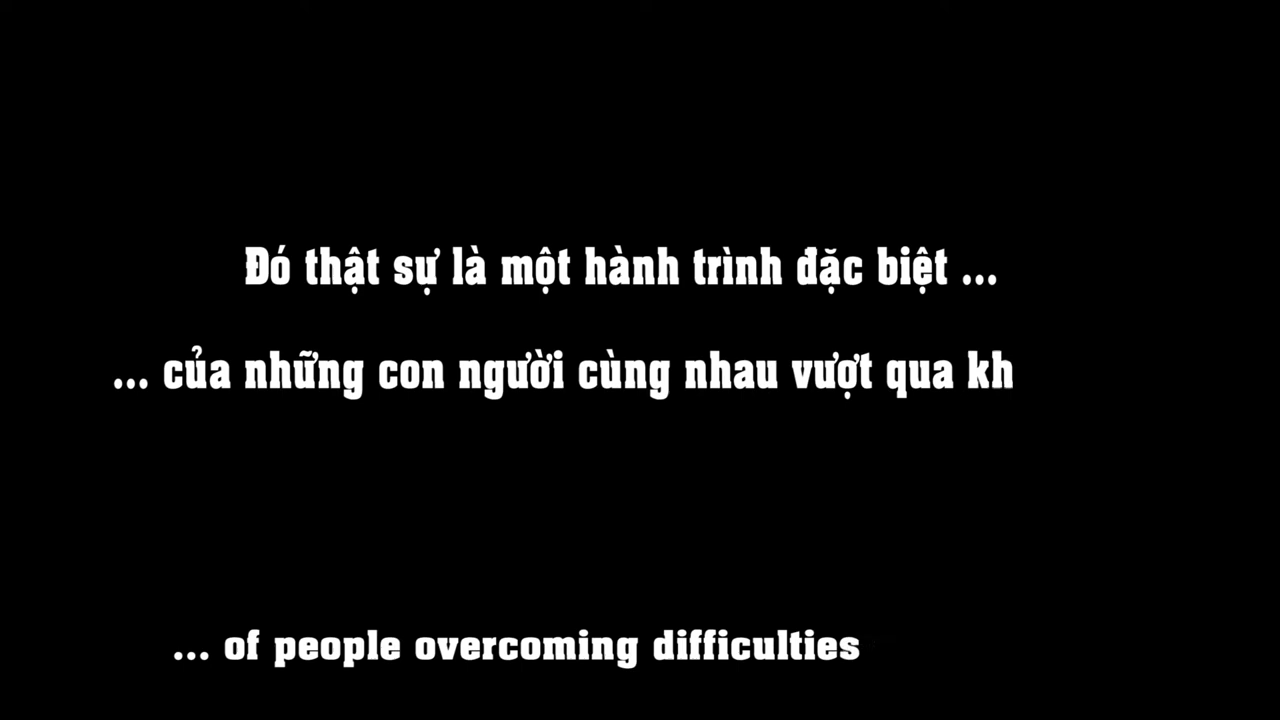 Đó thật sự là một hành trình đặc biệt ...
... của những con người cùng nhau vượt qua kh
... of people overcoming difficulties